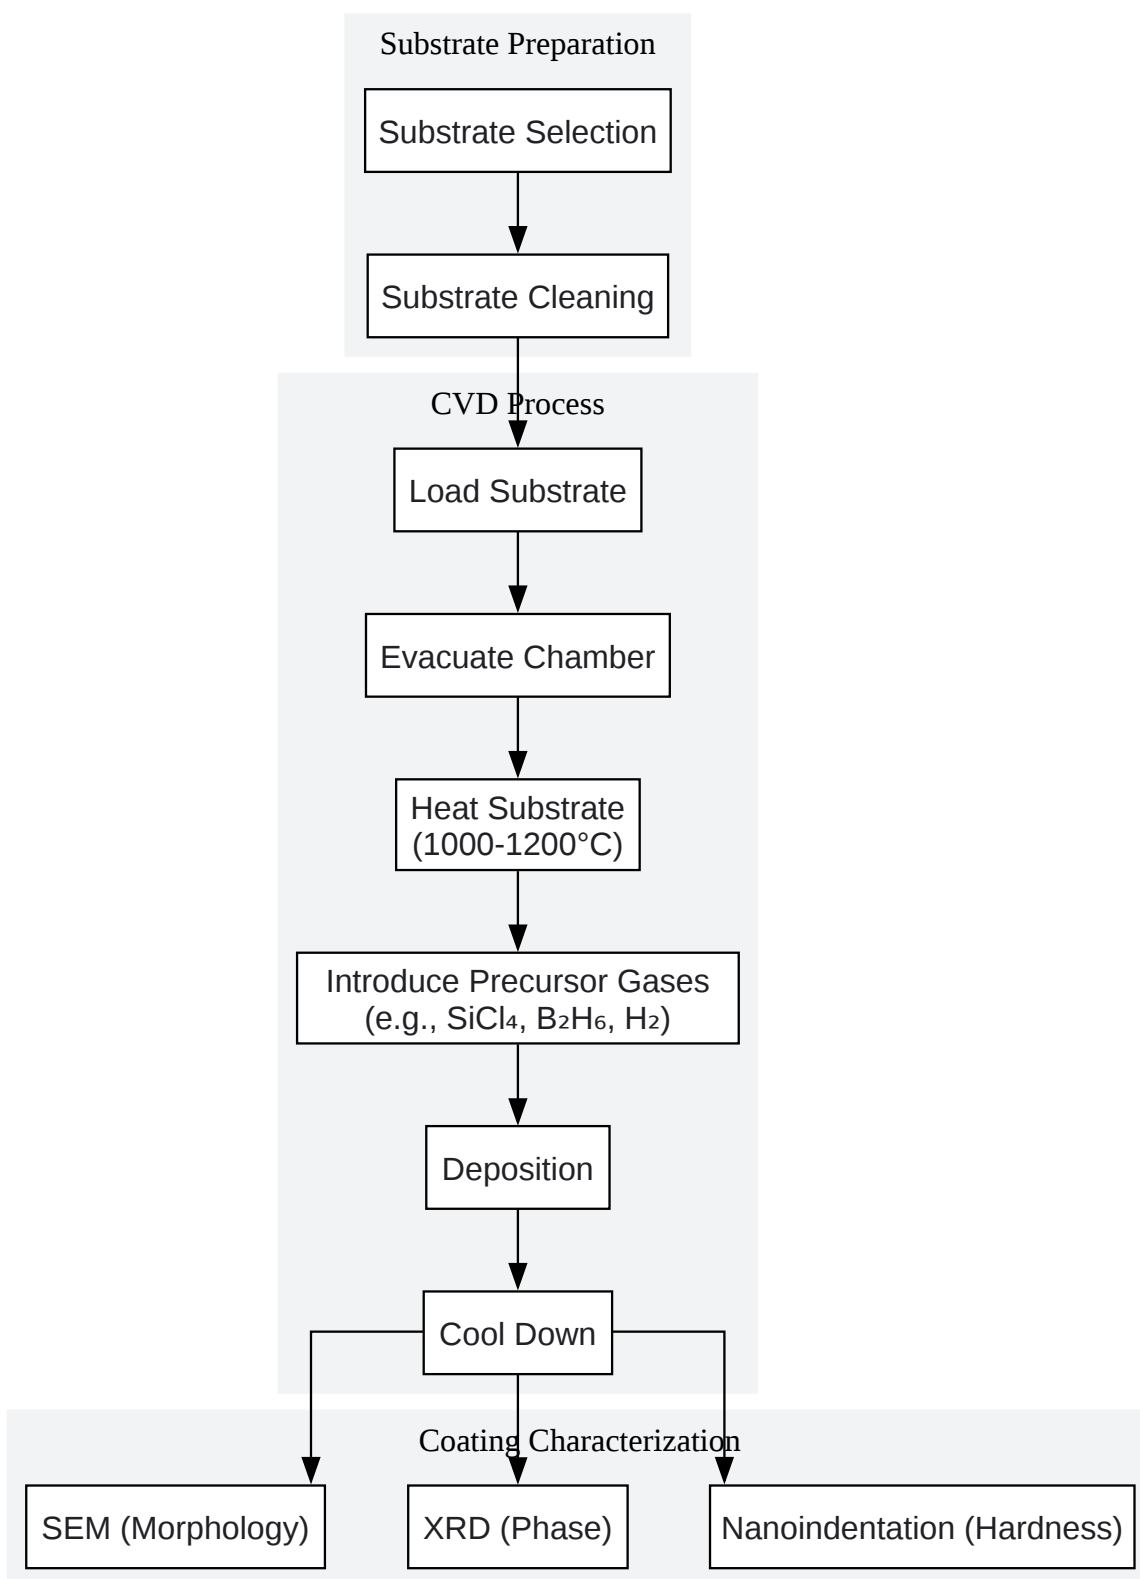 Substrate Preparation
Substrate Selection
Substrate Cleaning
CVD Process
Load Substrate
Evacuate Chamber
Heat Substrate
(1000-1200°C)
Introduce Precursor Gases
(e.g., SiCl₄, B₂H₆, H₂)
Deposition
Cool Down
Coating Characterization
SEM (Morphology)
XRD (Phase)
Nanoindentation (Hardness)